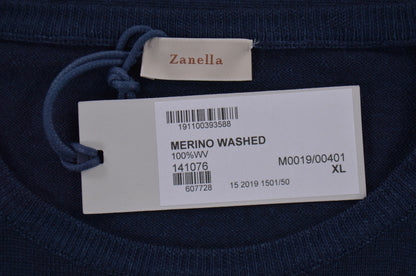 Zanella
191100393588
MERINO WASHED
100%WV
141076
M0019/00401
XL
607728
15 2019 1501/50